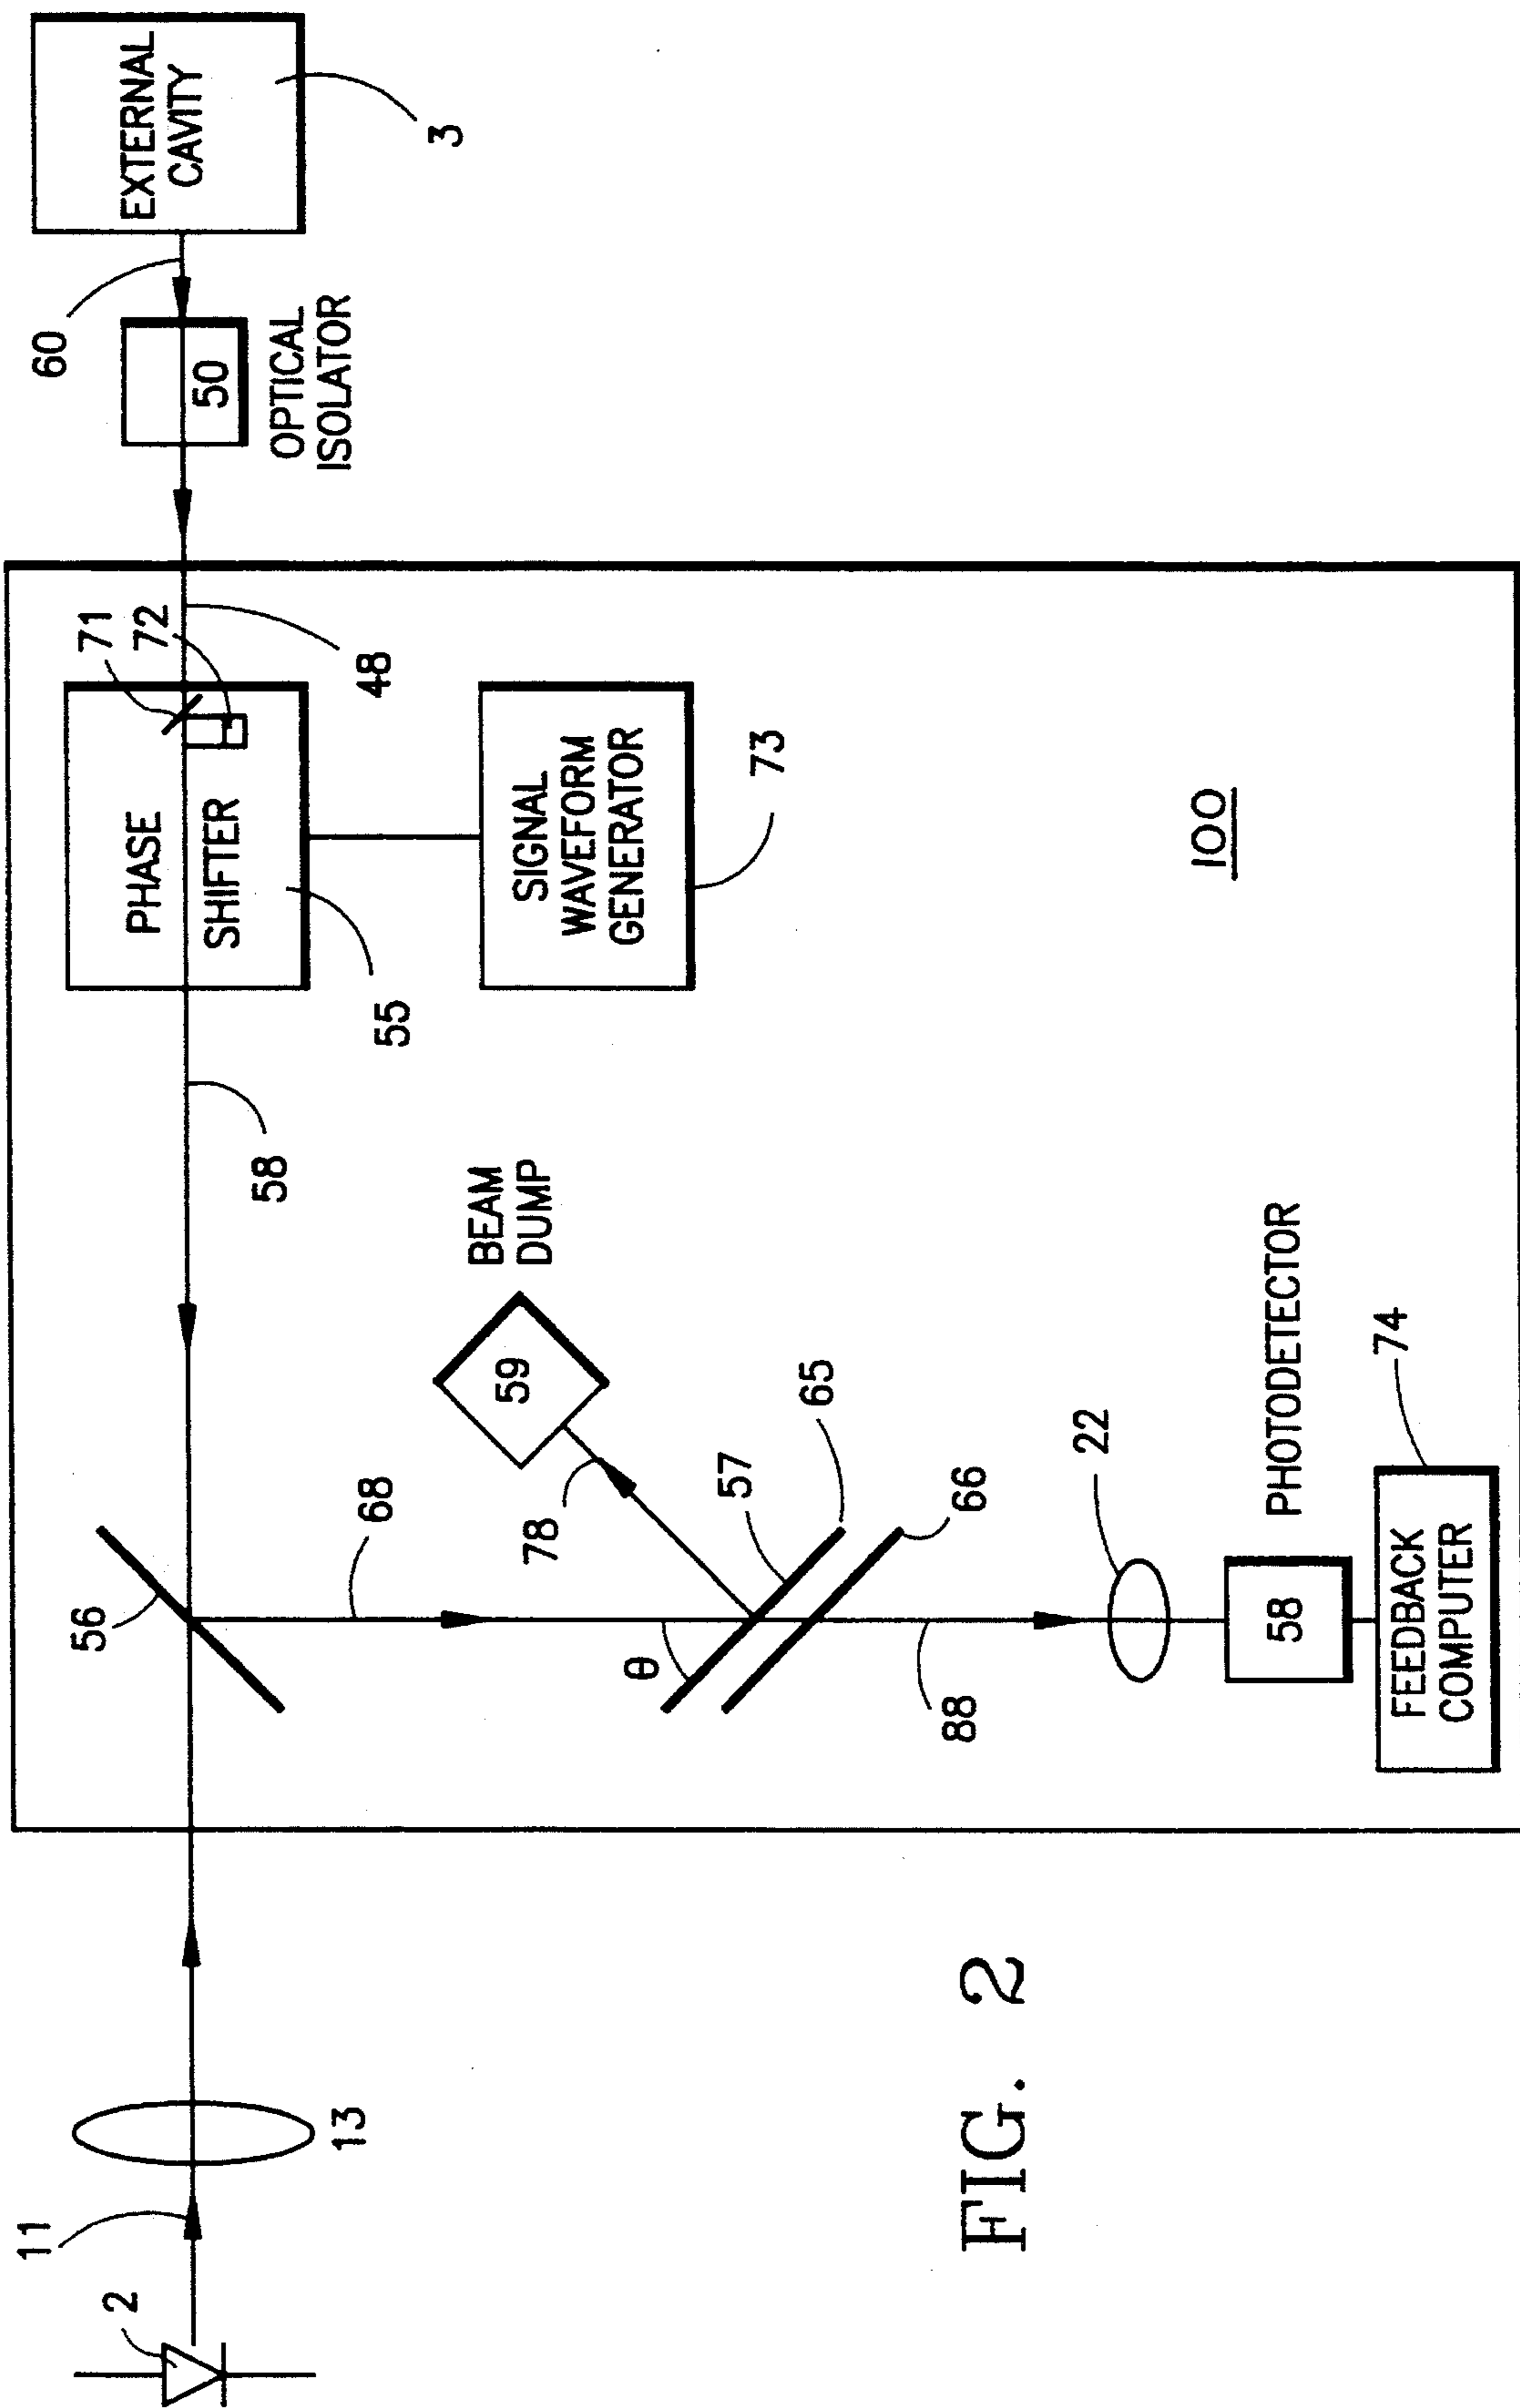 2
11
13
56
68
θ
78
59
BEAM
DUMP
57
65
66
88
22
58
PHOTODETECTOR
FEEDBACK
COMPUTER
74
58
55
PHASE
SHIFTER
71
72
48
SIGNAL
WAVEFORM
GENERATOR
73
100
50
OPTICAL
ISOLATOR
60
EXTERNAL
CAVITY
3
FIG. 2